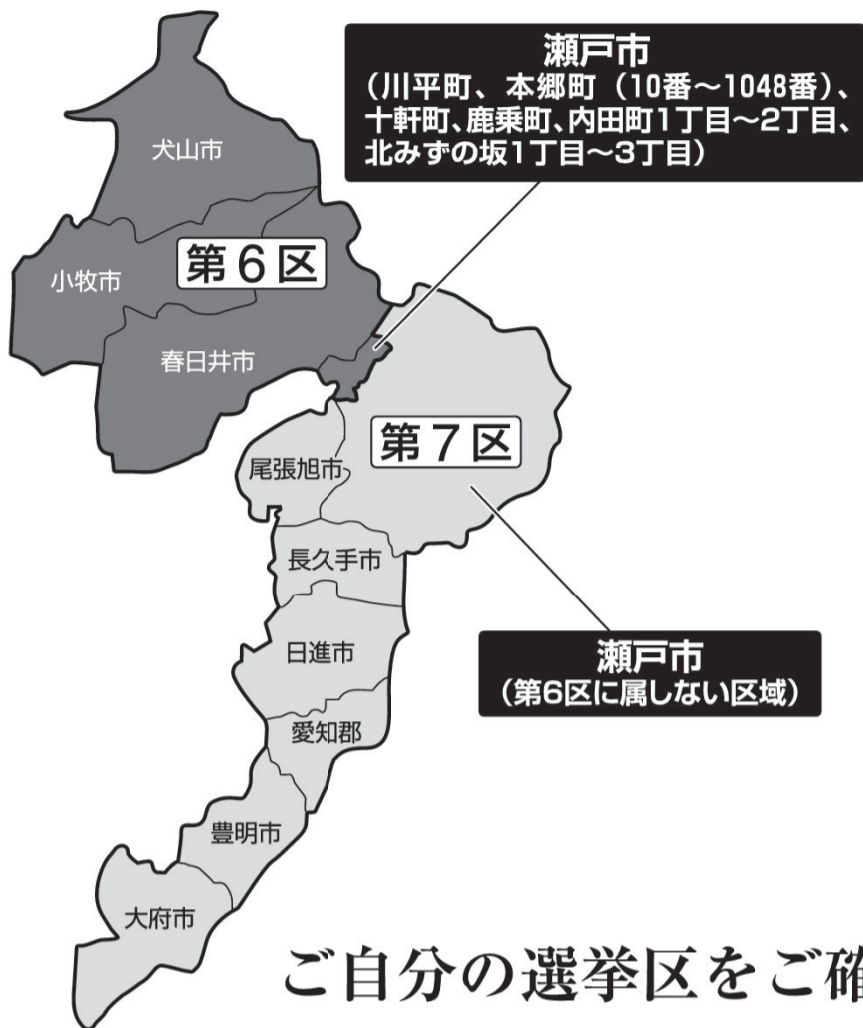 瀬戸市
（川平町、本郷町（10番～1048番）、
十軒町、鹿乗町、内田町1丁目～2丁目、
北みずの坂1丁目～3丁目）
犬山市
小牧市
第6区
春日井市
第7区
尾張旭市
長久手市
日進市
瀬戸市
（第6区に属しない区域）
愛知郡
豊明市
大府市
ご自分の選挙区をご確